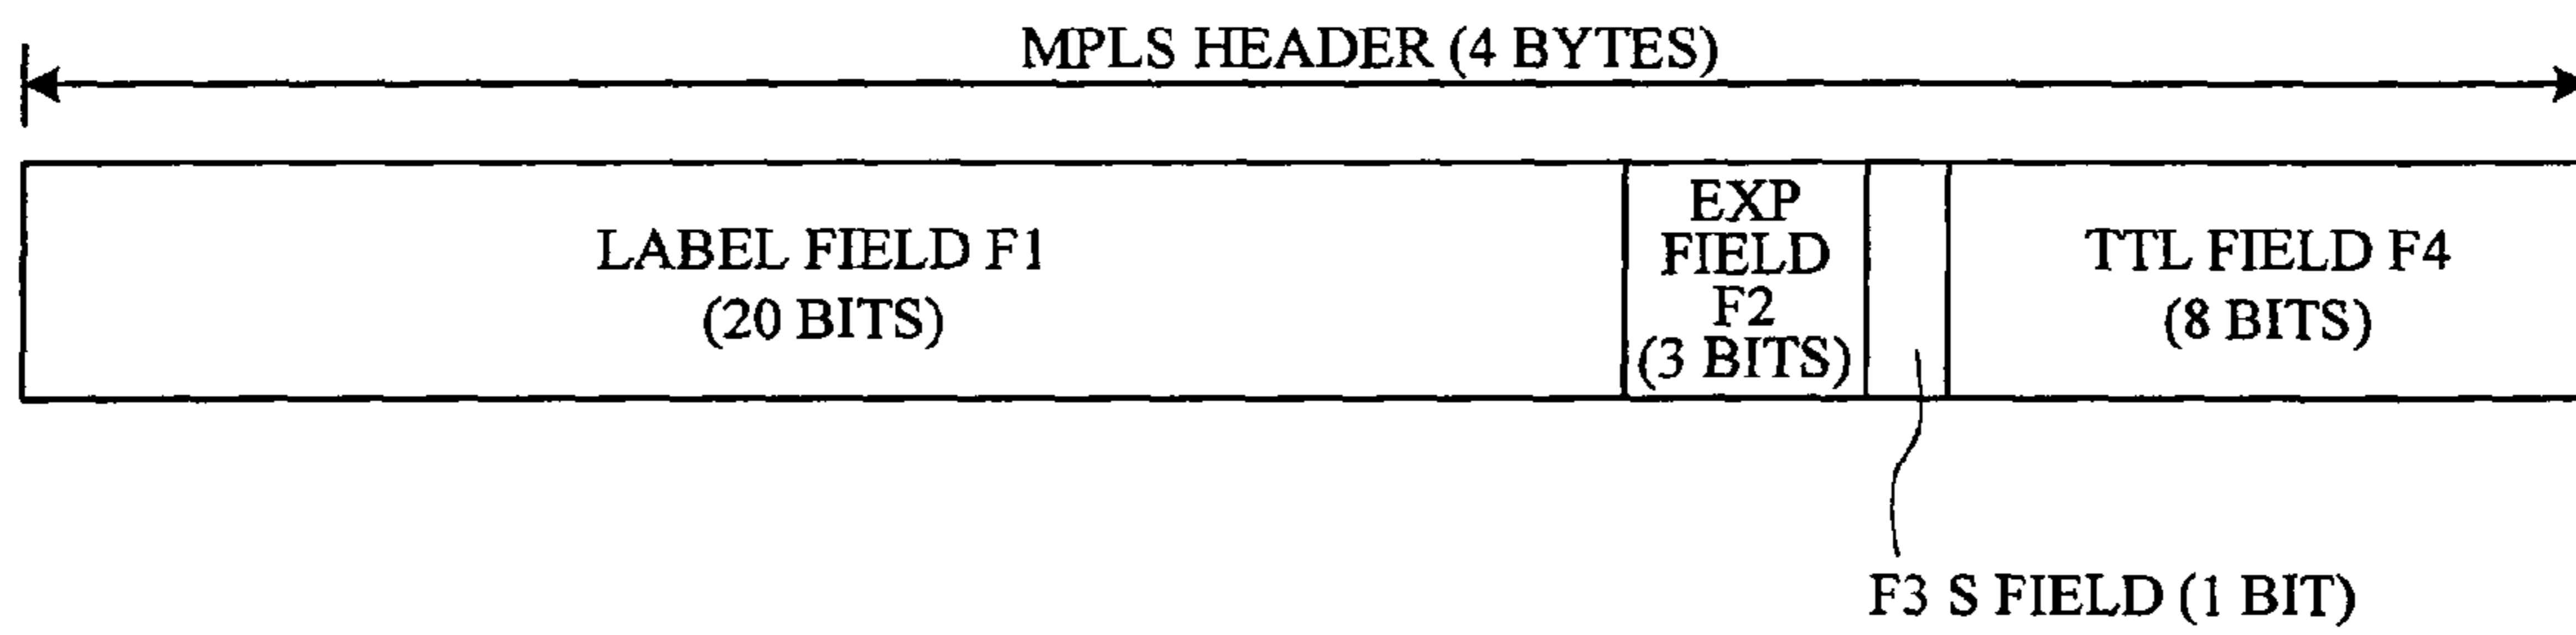 MPLS HEADER (4 BYTES)
LABEL FIELD F1
(20 BITS)
EXP
FIELD
F2
(3 BITS)
TTL FIELD F4
(8 BITS)
F3 S FIELD (1 BIT)